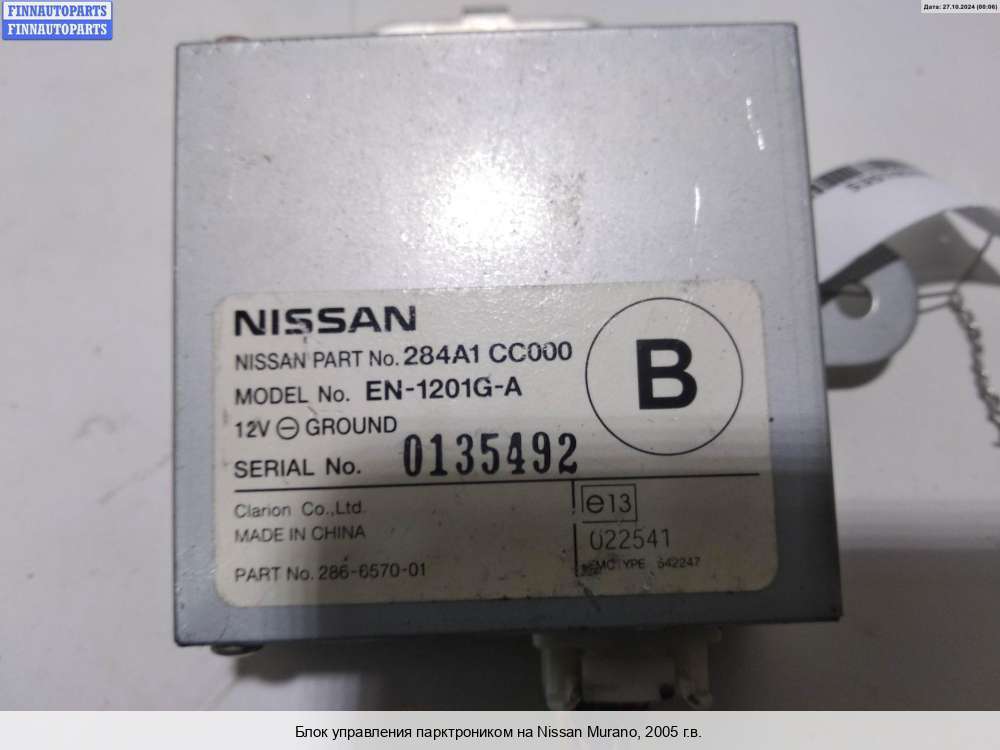 FINNAUTOPARTS
FINNAUTOPARTS
Дата: 27.10.2024 (00:06)
NISSAN
NISSAN PART No. 284A1 CC000
MODEL No. EN-1201G-A
12V ⊖ GROUND
SERIAL No. 0135492
B
Clarion Co.,Ltd.
MADE IN CHINA
PART No. 286-6570-01
e13
022541
TYPE 642247
Блок управления парктроником на Nissan Murano, 2005 г.в.